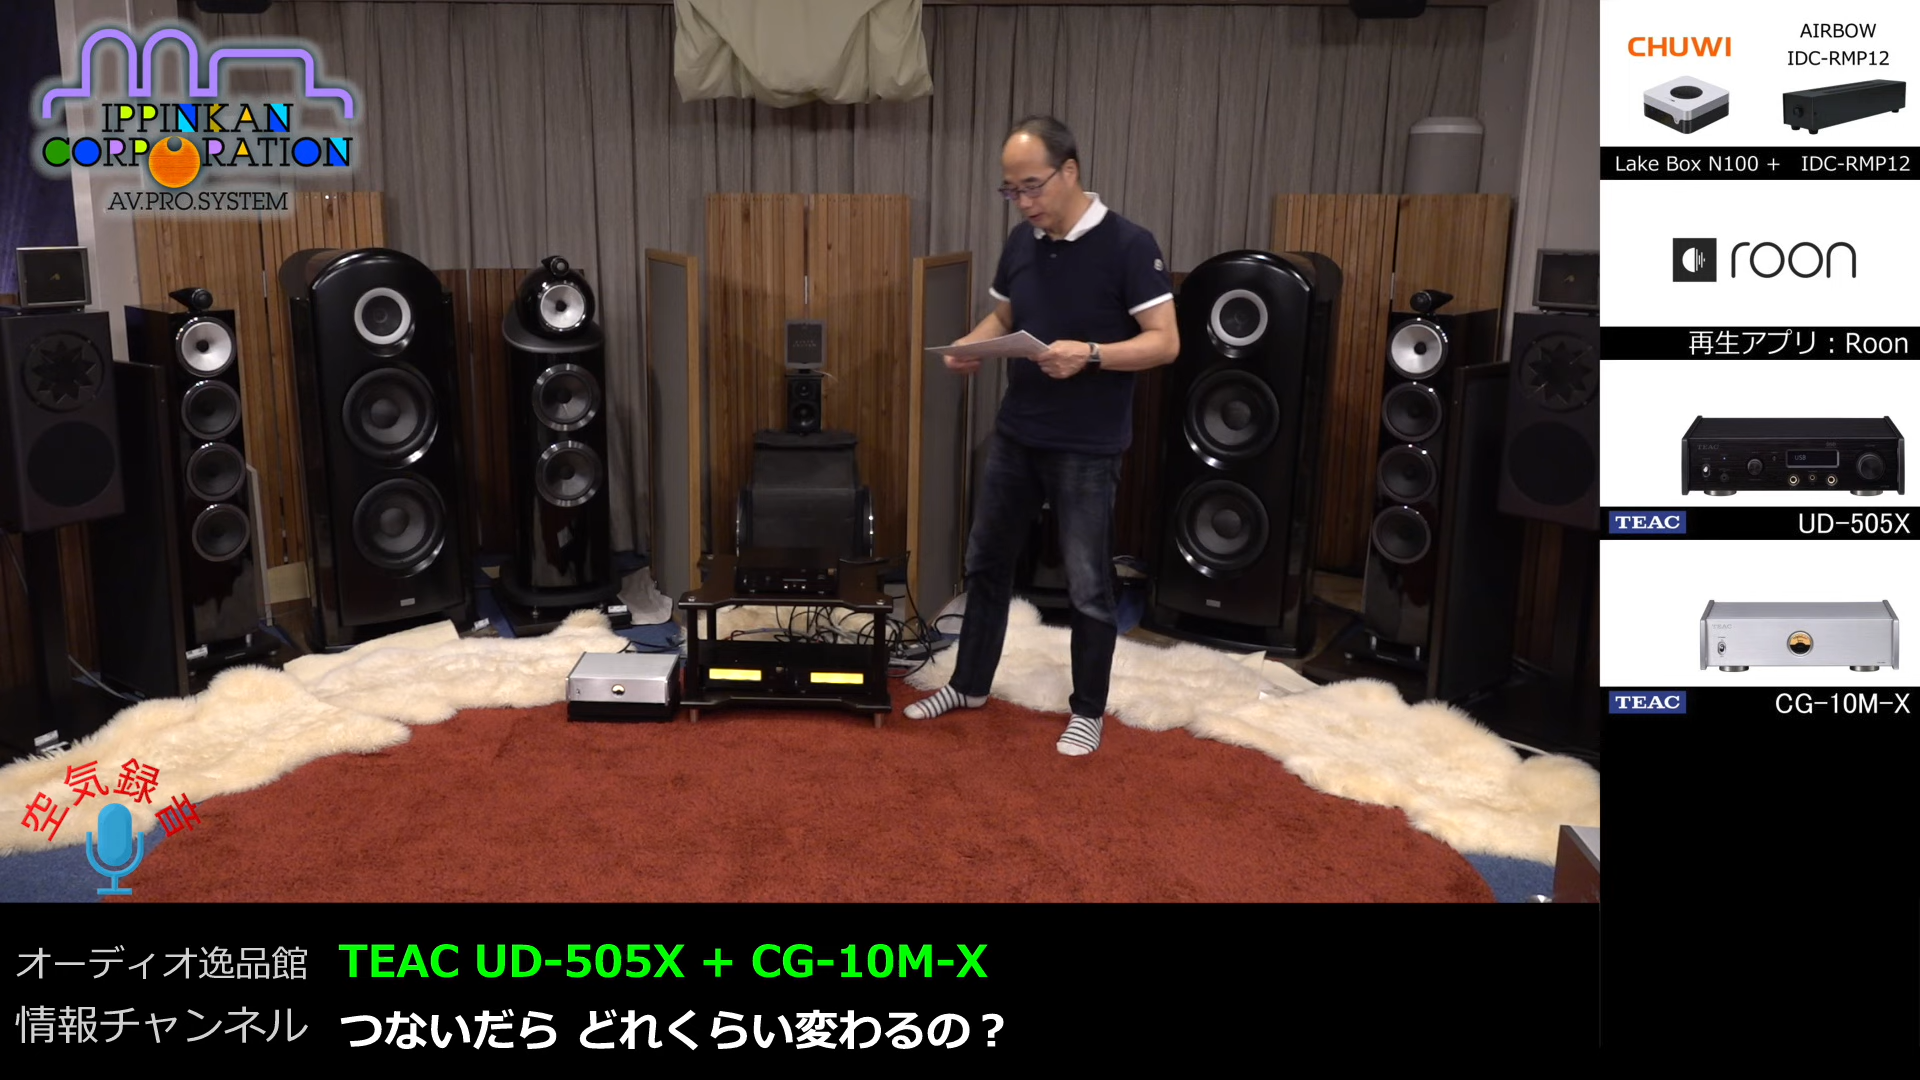 IPPINKAN
CORPORATION
AV.PRO.SYSTEM
空気録音
オーディオ逸品館
情報チャンネル
TEAC UD-505X + CG-10M-X
つないだら どれくらい変わるの？
CHUWI
AIRBOW
IDC-RMP12
Lake Box N100 + IDC-RMP12
roon
再生アプリ：Roon
TEAC
USB
TEAC UD-505X
TEAC
TEAC CG-10M-X